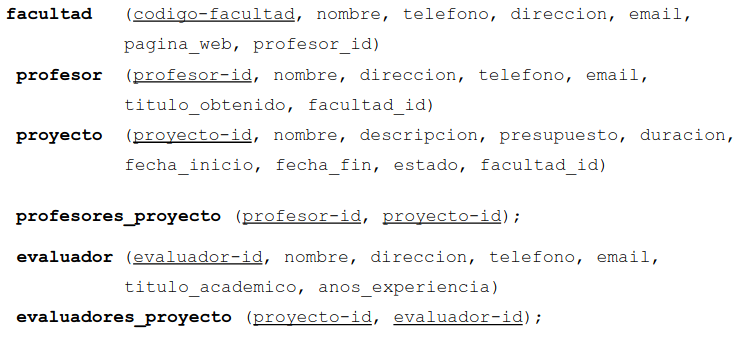 facultad (codigo-facultad, nombre, telefono, direccion, email,
pagina_web, profesor_id)
profesor (profesor-id, nombre, direccion, telefono, email,
titulo_obtenido, facultad_id)
proyecto (proyecto-id, nombre, descripcion, presupuesto, duracion,
fecha_inicio, fecha_fin, estado, facultad_id)
profesores_proyecto (profesor-id, proyecto-id);
evaluador (evaluador-id, nombre, direccion, telefono, email,
titulo_academico, anos_experiencia)
evaluadores_proyecto (proyecto-id, evaluador-id);